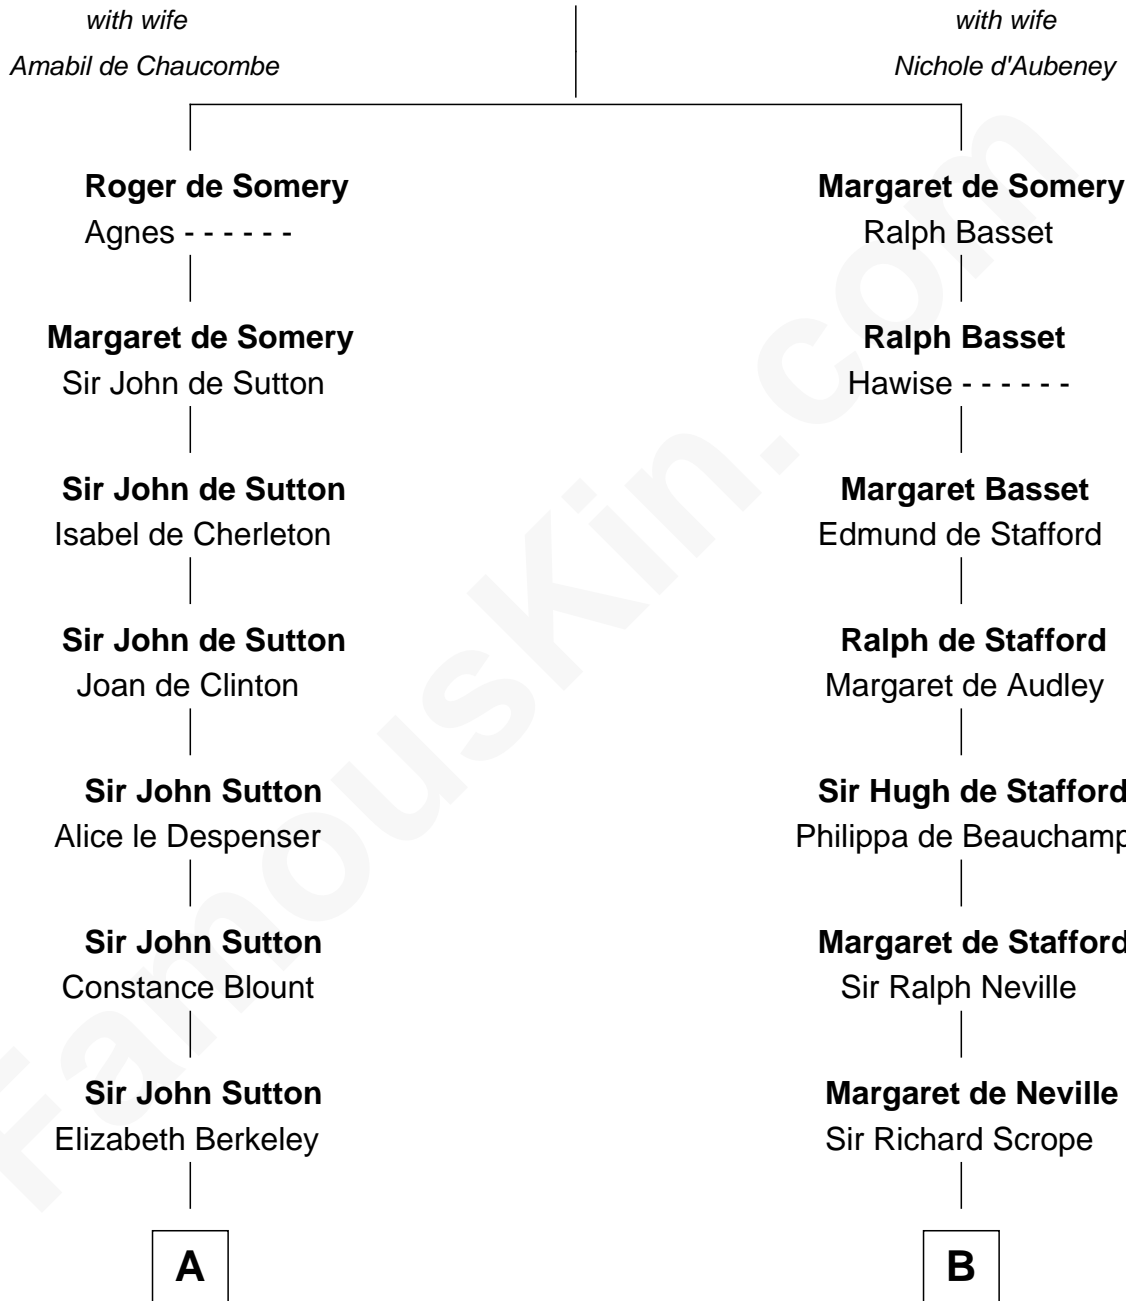 with wife
Amabil de Chaucombe
with wife
Nichole d'Aubeney
Roger de Somery
Agnes - - - - - -
Margaret de Somery
Ralph Basset
Margaret de Somery
Sir John de Sutton
Ralph Basset
Hawise - - - - - -
Sir John de Sutton
Isabel de Cherleton
Margaret Basset
Edmund de Stafford
Sir John de Sutton
Joan de Clinton
Ralph de Stafford
Margaret de Audley
Sir John Sutton
Alice le Despenser
Sir Hugh de Stafford
Philippa de Beauchamp
Sir John Sutton
Constance Blount
Margaret de Stafford
Sir Ralph Neville
Sir John Sutton
Elizabeth Berkeley
Margaret de Neville
Sir Richard Scrope
A
B
FamousKin.com